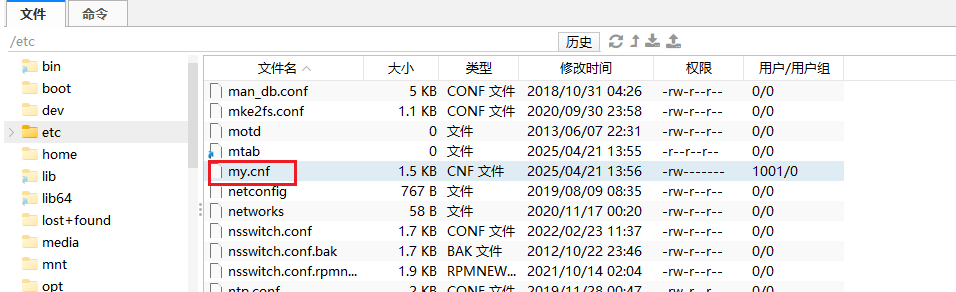 文件 命令
/etc 历史
文件名 大小 类型 修改时间 权限 用户/用户组
bin
boot
dev
etc
home
lib
lib64
lost+found
media
mnt
opt
man_db.conf 5 KB CONF 文件 2018/10/31 04:26 -rw-r--r-- 0/0
mke2fs.conf 1.1 KB CONF 文件 2020/09/30 23:58 -rw-r--r-- 0/0
motd 0 文件 2013/06/07 22:31 -rw-r--r-- 0/0
mtab 0 文件 2025/04/21 13:55 -r--r--r-- 0/0
my.cnf 1.5 KB CNF 文件 2025/04/21 13:56 -rw------- 1001/0
netconfig 767 B 文件 2019/08/09 08:35 -rw-r--r-- 0/0
networks 58 B 文件 2020/11/17 00:20 -rw-r--r-- 0/0
nsswitch.conf 1.7 KB CONF 文件 2022/02/23 11:37 -rw-r--r-- 0/0
nsswitch.conf.bak 1.7 KB BAK 文件 2012/10/22 23:46 -rw-r--r-- 0/0
nsswitch.conf.rpmn... 1.9 KB RPMNEW... 2021/10/14 02:04 -rw-r--r-- 0/0
ntp.conf 2 KB CONF 文件 2019/11/28 00:47 -rw-r--r-- 0/0